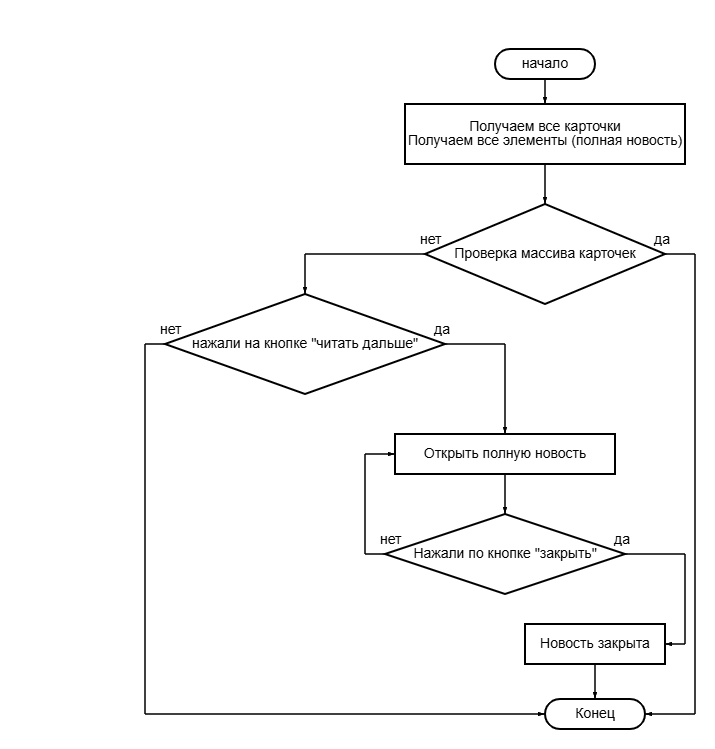 начало
Получаем все карточки
Получаем все элементы (полная новость)
нет
да
Проверка массива карточек
нет
да
нажали на кнопке "читать дальше"
Открыть полную новость
нет
да
Нажали по кнопке "закрыть"
Новость закрыта
Конец